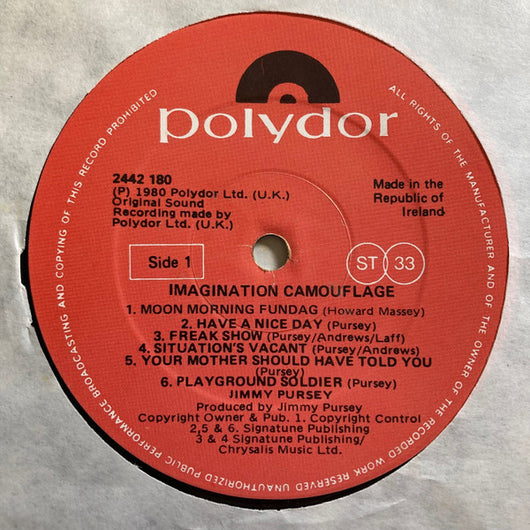 polydor
2442 180
(P) 1980 Polydor Ltd. (U.K.)
Original Sound
Recording made by
Polydor Ltd. (U.K.)
Made in the
Republic of
Ireland
Side 1
ST 33
IMAGINATION CAMOUFLAGE
1. MOON MORNING FUNDAG (Howard Massey)
2. HAVE A NICE DAY (Pursey)
3. FREAK SHOW (Pursey/Andrews/Laff)
4. SITUATION'S VACANT (Pursey/Andrews)
5. YOUR MOTHER SHOULD HAVE TOLD YOU
(Pursey)
6. PLAYGROUND SOLDIER (Pursey)
JIMMY PURSEY
Produced by Jimmy Pursey
Copyright Owner & Pub. 1. Copyright Control
2,5 & 6. Signatune Publishing
3 & 4 Signatune Publishing/
Chrysalis Music Ltd.
ALL RIGHTS OF THE MANUFACTURER AND OF THE OWNER OF THE RECORDED WORK RESERVED UNAUTHORIZED PUBLIC PERFORMANCE BROADCASTING AND COPYING OF THIS RECORD PROHIBITED